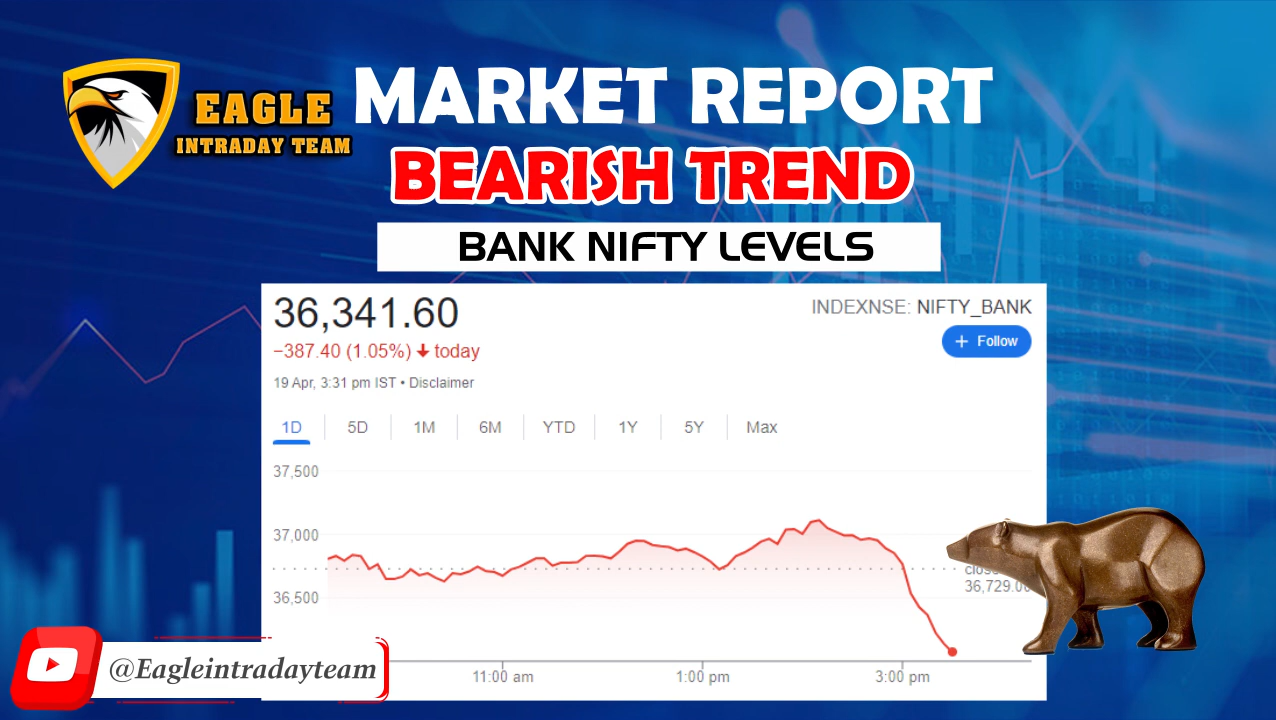 EAGLE
INTRADAY TEAM
MARKET REPORT
BEARISH TREND
BANK NIFTY LEVELS
36,341.60
INDEXNSE: NIFTY_BANK
−387.40 (1.05%) ↓ today
+ Follow
19 Apr, 3:31 pm IST • Disclaimer
1D 5D 1M 6M YTD 1Y 5Y Max
37,500
37,000
36,500
36,729.00
@Eagleintradayteam
11:00 am 1:00 pm 3:00 pm